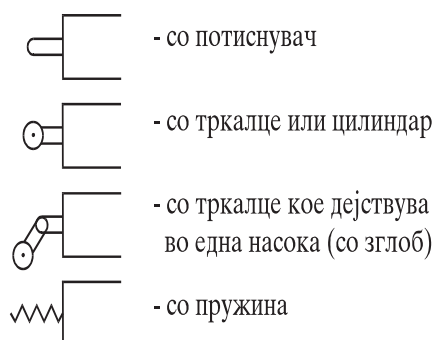 - со потиснувач
- со тркалце или цилиндар
- со тркалце кое дејствува
во една насока (со зглоб)
- со пружина